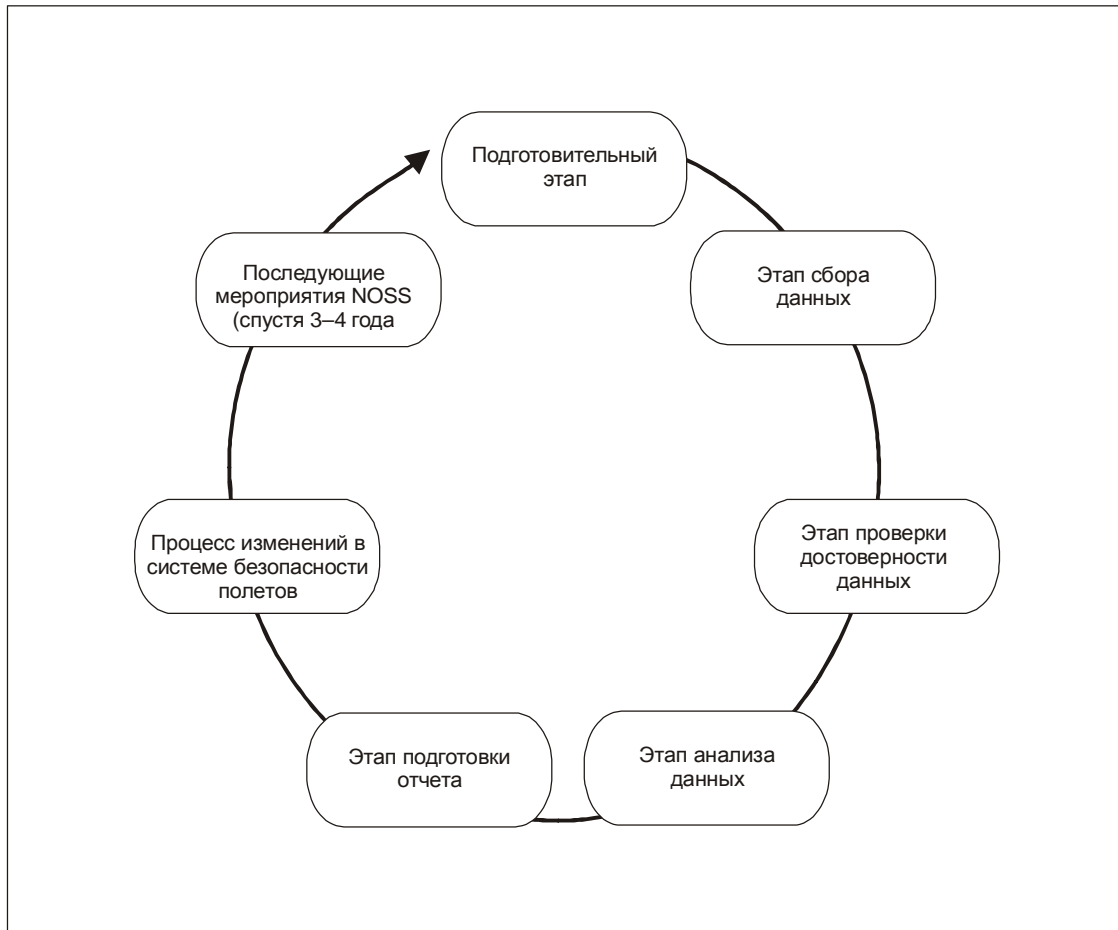 Подготовительный
этап
Этап сбора
данных
Этап проверки
достоверности
данных
Этап анализа
данных
Этап подготовки
отчета
Процесс изменений в
системе безопасности
полетов
Последующие
мероприятия NOSS
(спустя 3–4 года